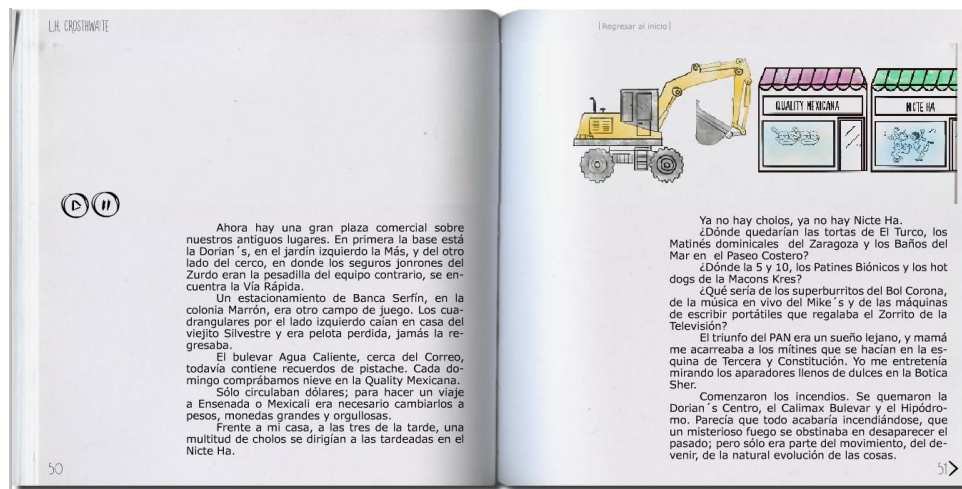 L.H. CROSTHWAITE
Ahora hay una gran plaza comercial sobre
nuestros antiguos lugares. En primera la base está
la Dorian´s, en el jardín izquierdo la Más, y del otro
lado del cerco, en donde los seguros jonrones del
Zurdo eran la pesadilla del equipo contrario, se en-
cuentra la Vía Rápida.
Un estacionamiento de Banca Serfín, en la
colonia Marrón, era otro campo de juego. Los cua-
drangulares por el lado izquierdo caían en casa del
viejito Silvestre y era pelota perdida, jamás la re-
gresaba.
El bulevar Agua Caliente, cerca del Correo,
todavía contiene recuerdos de pistache. Cada do-
mingo comprábamos nieve en la Quality Mexicana.
Sólo circulaban dólares; para hacer un viaje
a Ensenada o Mexicali era necesario cambiarlos a
pesos, monedas grandes y orgullosas.
Frente a mi casa, a las tres de la tarde, una
multitud de cholos se dirigían a las tardeadas en el
Nicte Ha.
50
[Regresar al inicio]
QUALITY MEXICANA
NICTE HA
Ya no hay cholos, ya no hay Nicte Ha.
¿Dónde quedarían las tortas de El Turco, los
Matinés dominicales del Zaragoza y los Baños del
Mar en el Paseo Costero?
¿Dónde la 5 y 10, los Patines Biónicos y los hot
dogs de la Macons Kres?
¿Qué sería de los superburritos del Bol Corona,
de la música en vivo del Mike´s y de las máquinas
de escribir portátiles que regalaba el Zorrito de la
Televisión?
El triunfo del PAN era un sueño lejano, y mamá
me acarreaba a los mítines que se hacían en la es-
quina de Tercera y Constitución. Yo me entretenía
mirando los aparadores llenos de dulces en la Botica
Sher.
Comenzaron los incendios. Se quemaron la
Dorian´s Centro, el Calimax Bulevar y el Hipódro-
mo. Parecía que todo acabaría incendiándose, que
un misterioso fuego se obstinaba en desaparecer el
pasado; pero sólo era parte del movimiento, del de-
venir, de la natural evolución de las cosas.
51